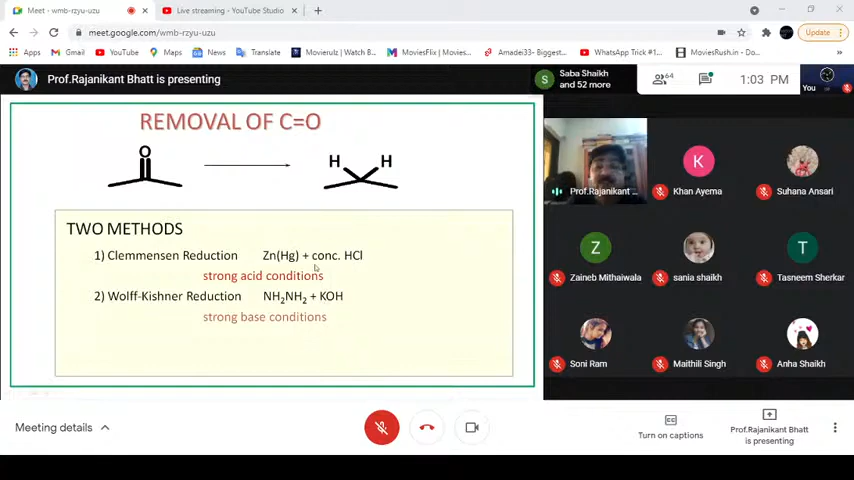 Meet - wmb-rzyu-uzu
Live streaming - YouTube Studio
meet.google.com/wmb-rzyu-uzu
Update
Apps
Gmail
YouTube
Maps
News
Translate
Movierulz | Watch B...
MoviesFlix | Movies...
Amadei33– Biggest...
WhatsApp Tricks #1...
MoviesRush.in - Do...
Prof.Rajanikant Bhatt is presenting
S
Saba Shaikh
and 52 more
64
1:03 PM
You
REMOVAL OF C=O
O
H H
TWO METHODS
1) Clemmensen Reduction Zn(Hg) + conc. HCl
strong acid conditions
2) Wolff-Kishner Reduction NH₂NH₂ + KOH
strong base conditions
Prof.Rajanikant ...
K
Khan Ayema
Suhana Ansari
Z
Zaineb Mithaiwala
sania shaikh
T
Tasneem Sherkar
Soni Ram
Maithili Singh
Anha Shaikh
Meeting details
Turn on captions
Prof.Rajanikant Bhatt
is presenting